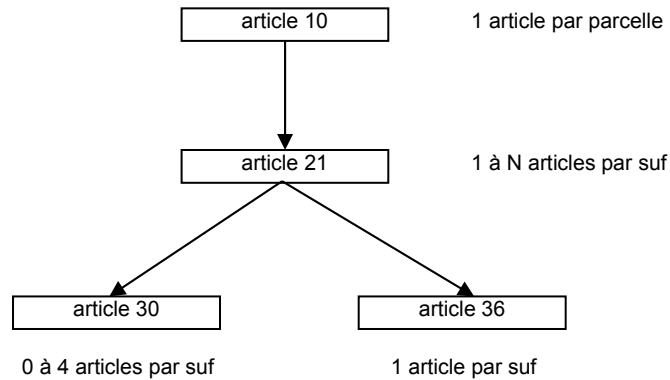 article 10
1 article par parcelle
article 21
1 à N articles par suf
article 30
article 36
0 à 4 articles par suf
1 article par suf